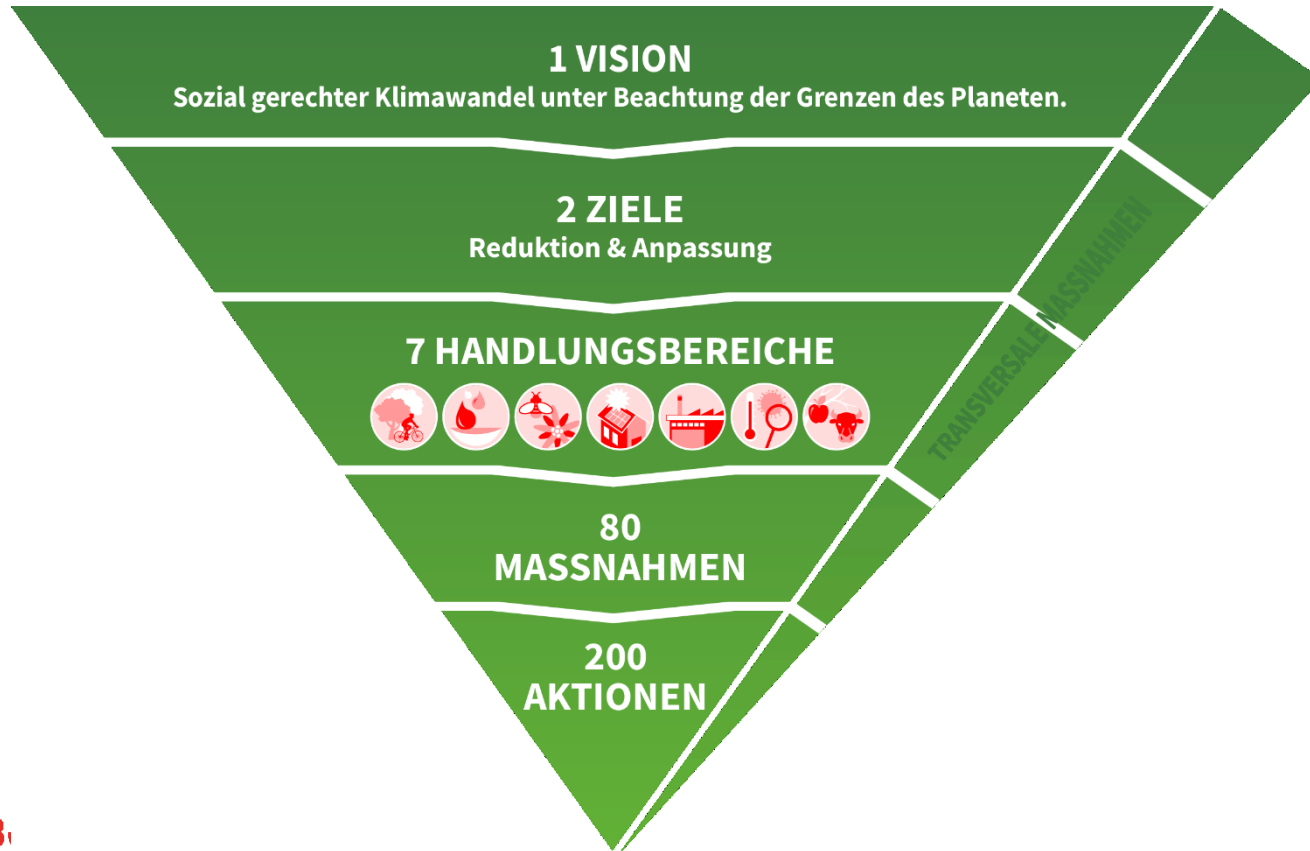 1 VISION
Sozial gerechter Klimawandel unter Beachtung der Grenzen des Planeten.
2 ZIELE
Reduktion & Anpassung
7 HANDLUNGSBEREICHE
80
MASSNAHMEN
200
AKTIONEN
TRANSVERSALE MASSNAHMEN